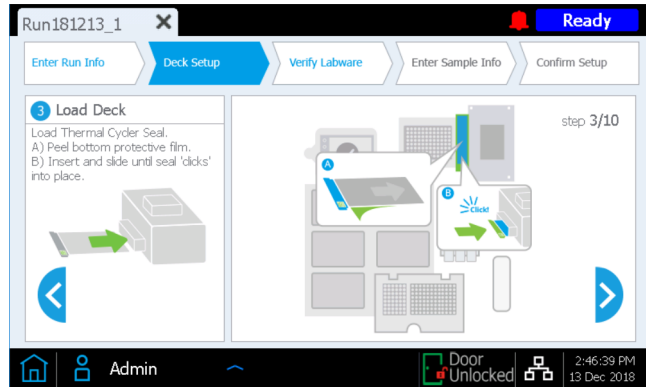 Run181213_1
Ready
Enter Run Info
Deck Setup
Verify Labware
Enter Sample Info
Confirm Setup
3 Load Deck
Load Thermal Cycler Seal.
A) Peel bottom protective film.
B) Insert and slide until seal 'clicks'
into place.
step 3/10
A
B
Click!
Admin
Door
Unlocked
2:46:39 PM
13 Dec 2018